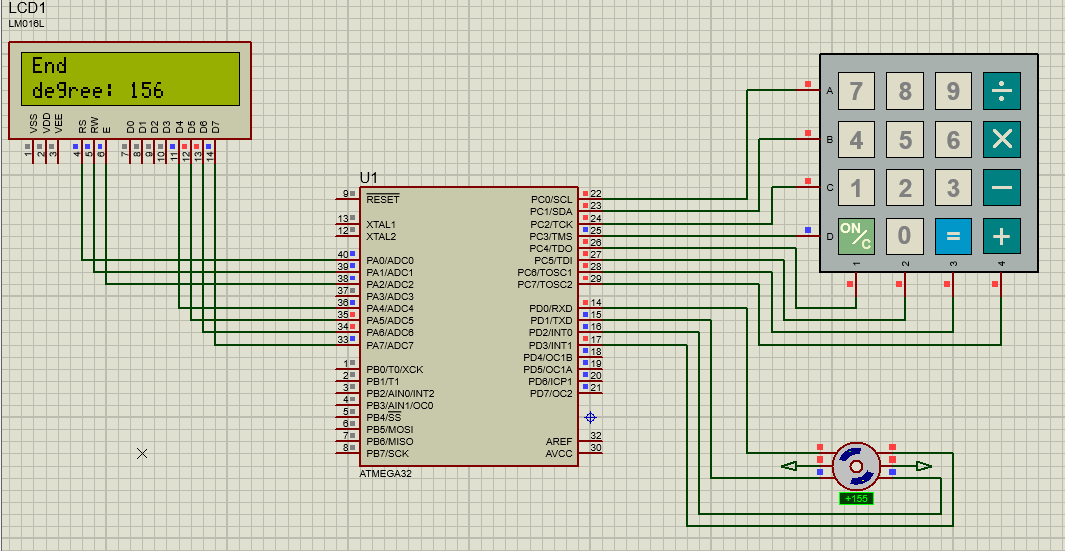 LCD1
LM016L
End
degree: 156
VSS
VDD
VEE
RS
RW
E
D0
D1
D2
D3
D4
D5
D6
D7
1
2
3
4
5
6
7
8
9
10
11
12
13
14
U1
9 RESET
13 XTAL1
12 XTAL2
40 PA0/ADC0
39 PA1/ADC1
38 PA2/ADC2
37 PA3/ADC3
36 PA4/ADC4
35 PA5/ADC5
34 PA6/ADC6
33 PA7/ADC7
1 PB0/T0/XCK
2 PB1/T1
3 PB2/AIN0/INT2
4 PB3/AIN1/OC0
5 PB4/SS
6 PB5/MOSI
7 PB6/MISO
8 PB7/SCK
PC0/SCL 22
PC1/SDA 23
PC2/TCK 24
PC3/TMS 25
PC4/TDO 26
PC5/TDI 27
PC6/TOSC1 28
PC7/TOSC2 29
PD0/RXD 14
PD1/TXD 15
PD2/INT0 16
PD3/INT1 17
PD4/OC1B 18
PD5/OC1A 19
PD6/ICP1 20
PD7/OC2 21
AREF 32
AVCC 30
ATMEGA32
A 7 8 9 ÷
B 4 5 6 ×
C 1 2 3 −
D ON/C 0 = +
1 2 3 4
+155